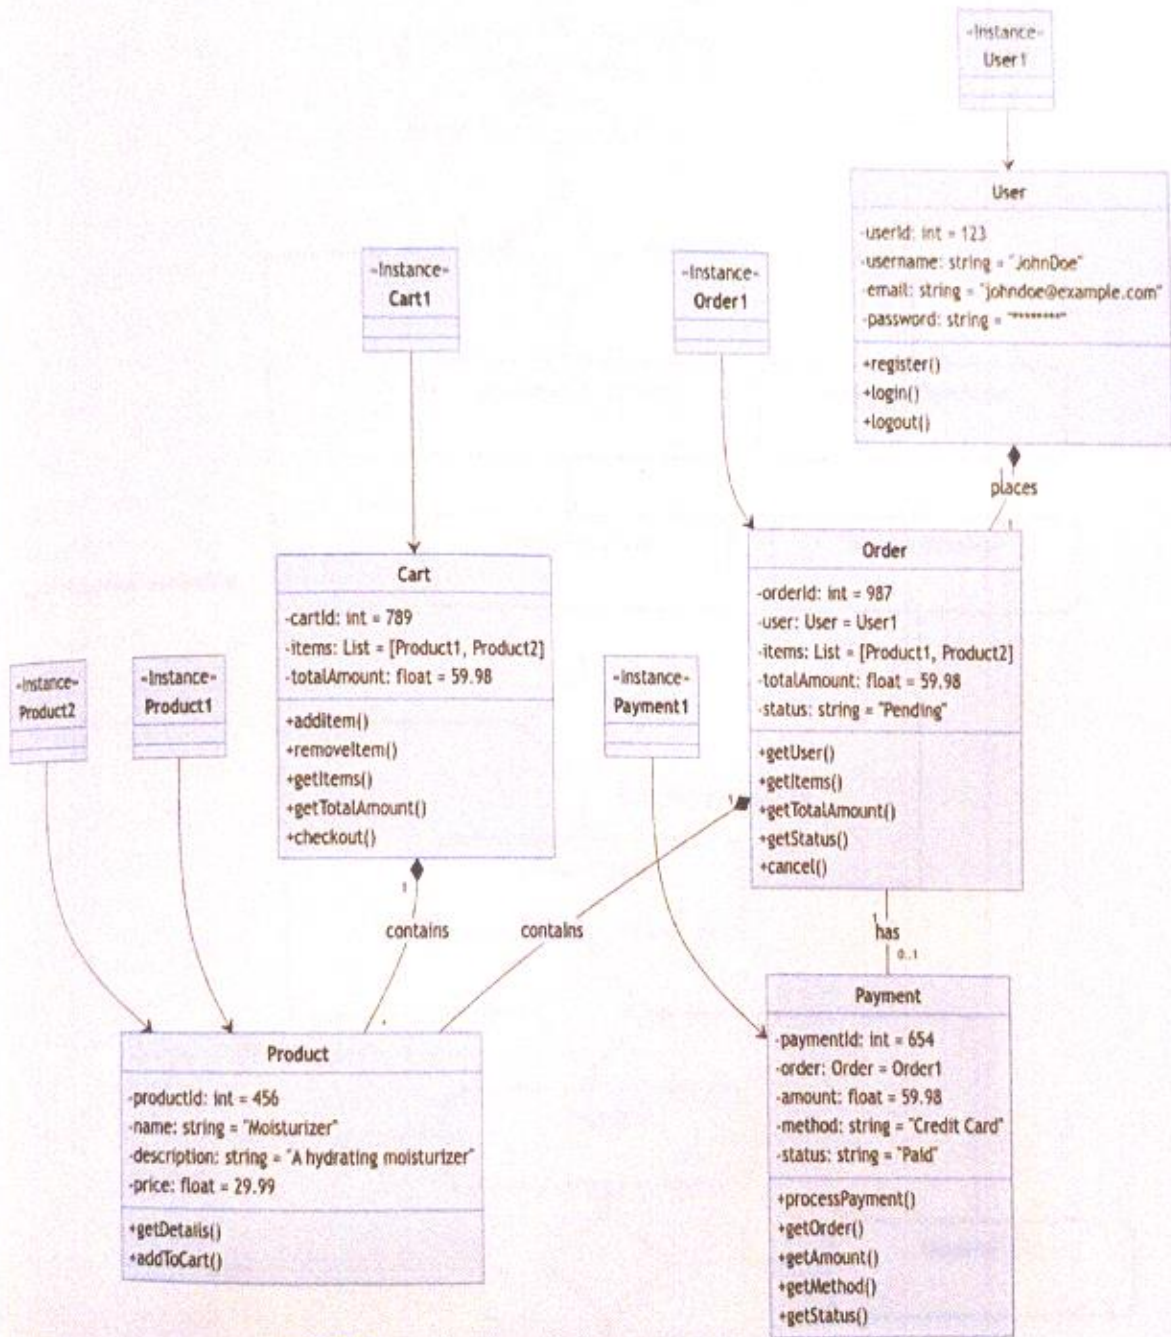 «Instance»
User1
User
-userId: int = 123
-username: string = "JohnDoe"
-email: string = "johndoe@example.com"
-password: string = "********"
+register()
+login()
+logout()
1
places
1
«Instance»
Cart1
«Instance»
Order1
Cart
-cartId: int = 789
-items: List = [Product1, Product2]
-totalAmount: float = 59.98
+addItem()
+removeItem()
+getItems()
+getTotalAmount()
+checkout()
1
contains
Order
-orderId: int = 987
-user: User = User1
-items: List = [Product1, Product2]
-totalAmount: float = 59.98
-status: string = "Pending"
+getUser()
+getItems()
+getTotalAmount()
+getStatus()
+cancel()
1
contains
1
has
0..1
«Instance»
Product2
«Instance»
Product1
«Instance»
Payment1
Product
-productId: int = 456
-name: string = "Moisturizer"
-description: string = "A hydrating moisturizer"
-price: float = 29.99
+getDetails()
+addToCart()
Payment
-paymentId: int = 654
-order: Order = Order1
-amount: float = 59.98
-method: string = "Credit Card"
-status: string = "Paid"
+processPayment()
+getOrder()
+getAmount()
+getMethod()
+getStatus()